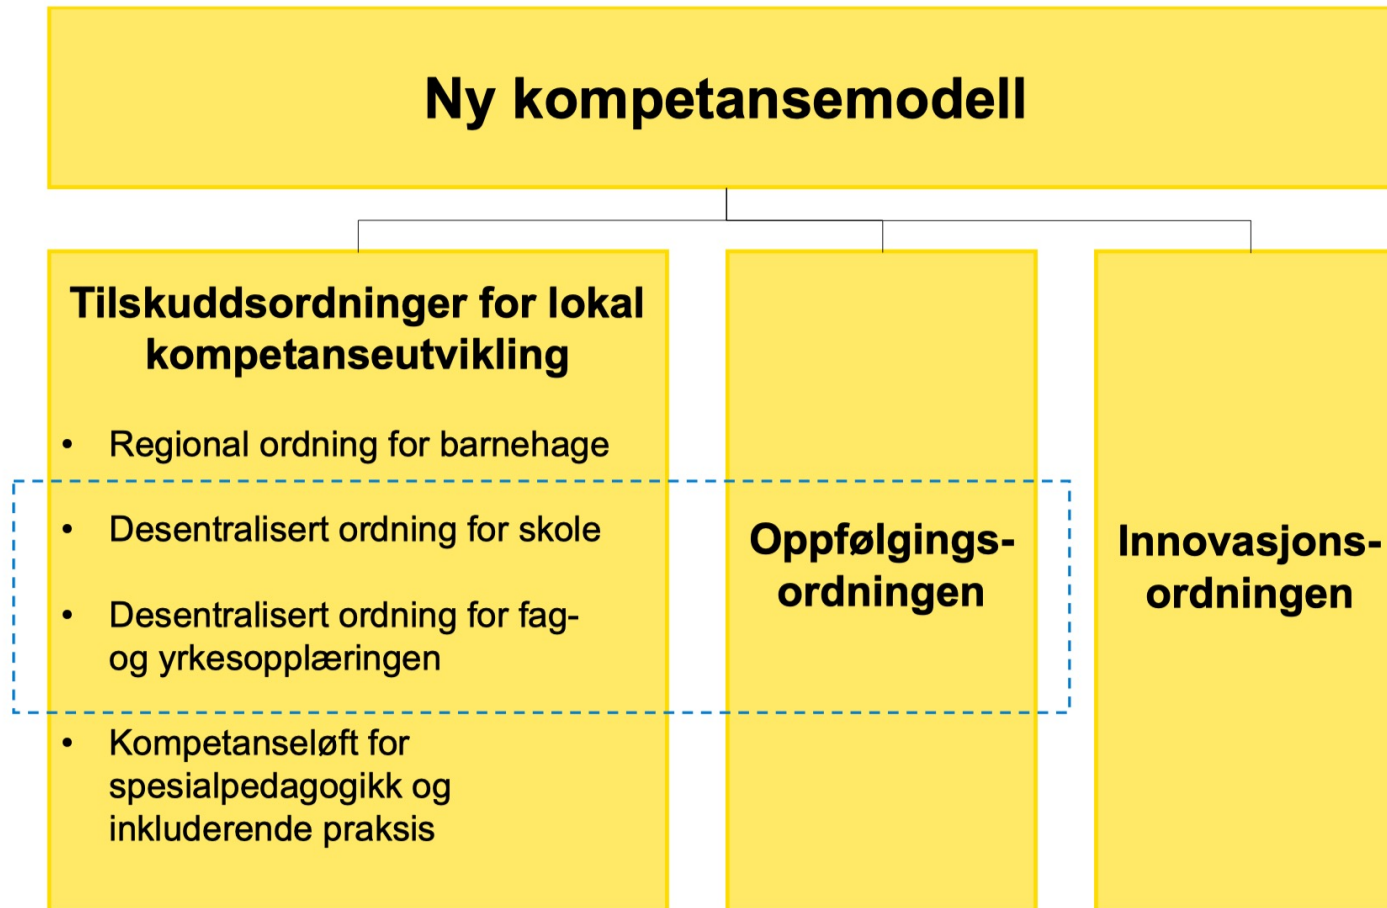 Ny kompetansemodell
Tilskuddsordninger for lokal
kompetanseutvikling
• Regional ordning for barnehage
• Desentralisert ordning for skole
• Desentralisert ordning for fag-
og yrkesopplæringen
• Kompetanseløft for
spesialpedagogikk og
inkluderende praksis
Oppfølgings-
ordningen
Innovasjons-
ordningen